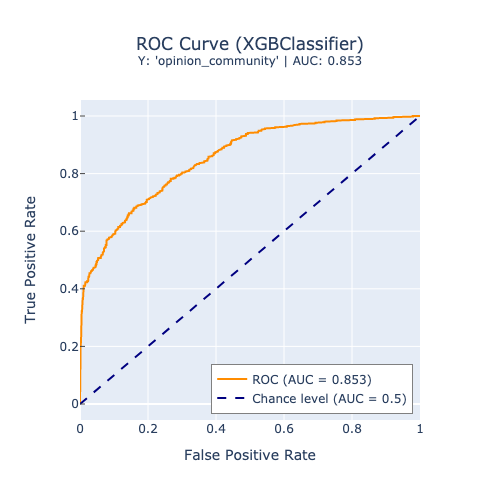 ROC Curve (XGBClassifier)
Y: 'opinion_community' | AUC: 0.853
1
0.8
0.6
0.4
0.2
0
True Positive Rate
ROC (AUC = 0.853)
Chance level (AUC = 0.5)
0 0.2 0.4 0.6 0.8 1
False Positive Rate